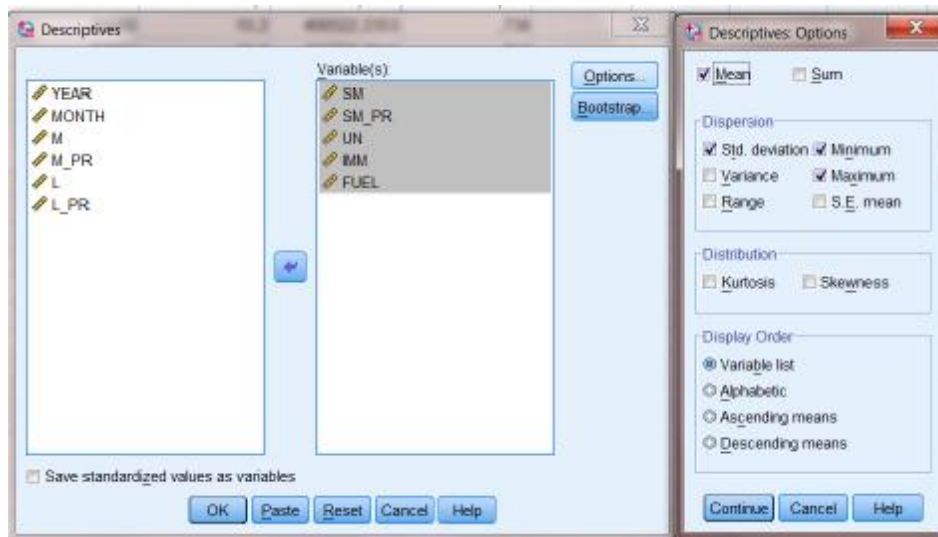 Descriptives
Variable(s):
YEAR
MONTH
M
M_PR
L
L_PR
SM
SM_PR
UN
IMM
FUEL
Options...
Bootstrap...
Save standardized values as variables
OK Paste Reset Cancel Help
Descriptives: Options
Mean Sum
Dispersion
Std. deviation Minimum
Variance Maximum
Range S.E. mean
Distribution
Kurtosis Skewness
Display Order
Variable list
Alphabetic
Ascending means
Descending means
Continue Cancel Help